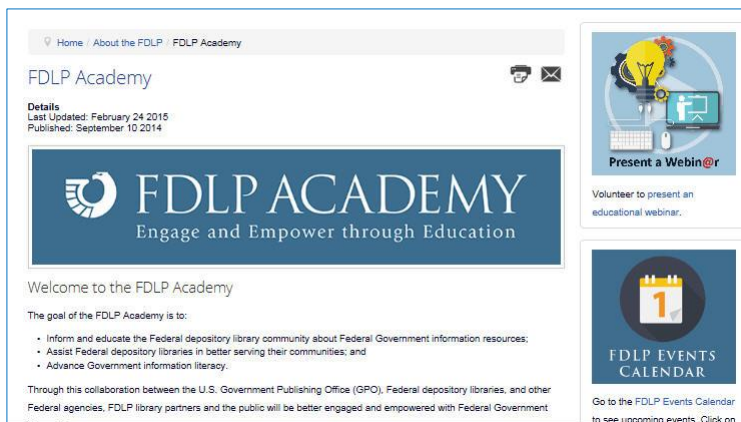 Home / About the FDLP / FDLP Academy
FDLP Academy
Details
Last Updated: February 24 2015
Published: September 10 2014
FDLP ACADEMY
Engage and Empower through Education
Welcome to the FDLP Academy
The goal of the FDLP Academy is to:
• Inform and educate the Federal depository library community about Federal Government information resources;
• Assist Federal depository libraries in better serving their communities; and
• Advance Government information literacy.
Through this collaboration between the U.S. Government Publishing Office (GPO), Federal depository libraries, and other
Federal agencies, FDLP library partners and the public will be better engaged and empowered with Federal Government
Present a Webin@r
Volunteer to present an
educational webinar.
1
FDLP EVENTS
CALENDAR
Go to the FDLP Events Calendar
to see upcoming events. Click on